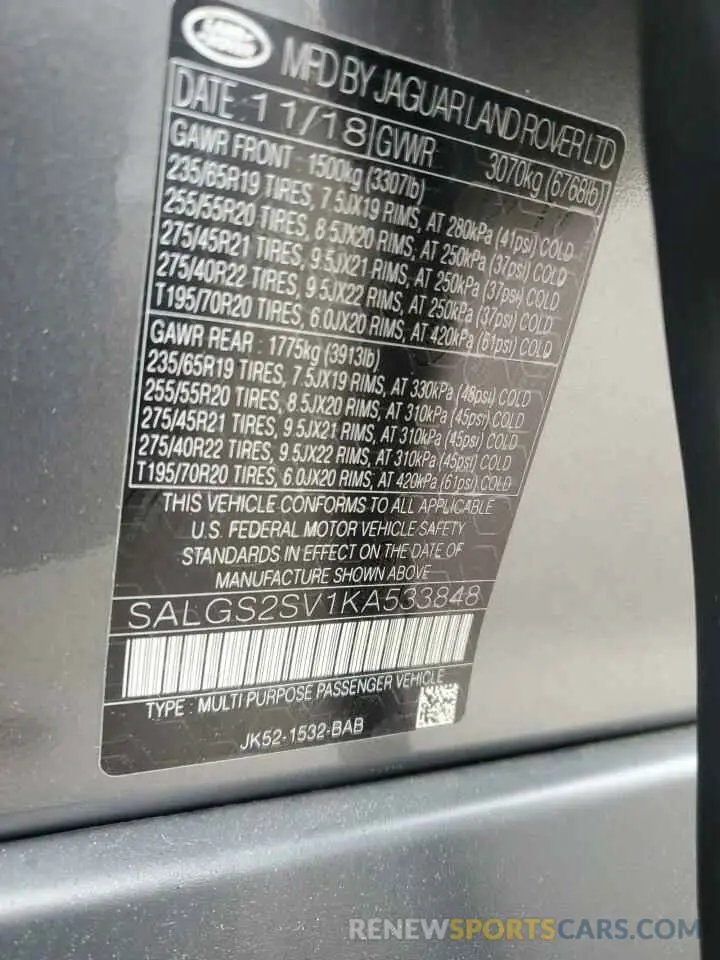 LAND ROVER
MFD BY JAGUAR LAND ROVER LTD
DATE 11/18 GVWR 3070kg (6768lb)
GAWR FRONT : 1500kg (3307lb)
235/65R19 TIRES, 7.5JX19 RIMS, AT 280kPa (41psi) COLD
255/55R20 TIRES, 8.5JX20 RIMS, AT 250kPa (37psi) COLD
275/45R21 TIRES, 9.5JX21 RIMS, AT 250kPa (37psi) COLD
275/40R22 TIRES, 9.5JX22 RIMS, AT 250kPa (37psi) COLD
T195/70R20 TIRES, 6.0JX20 RIMS, AT 420kPa (61psi) COLD
GAWR REAR : 1775kg (3913lb)
235/65R19 TIRES, 7.5JX19 RIMS, AT 330kPa (48psi) COLD
255/55R20 TIRES, 8.5JX20 RIMS, AT 310kPa (45psi) COLD
275/45R21 TIRES, 9.5JX21 RIMS, AT 310kPa (45psi) COLD
275/40R22 TIRES, 9.5JX22 RIMS, AT 310kPa (45psi) COLD
T195/70R20 TIRES, 6.0JX20 RIMS, AT 420kPa (61psi) COLD
THIS VEHICLE CONFORMS TO ALL APPLICABLE
U.S. FEDERAL MOTOR VEHICLE SAFETY
STANDARDS IN EFFECT ON THE DATE OF
MANUFACTURE SHOWN ABOVE
SALGS2SV1KA533848
TYPE : MULTI PURPOSE PASSENGER VEHICLE
JK52-1532-BAB
RENEWSPORTSCARS.COM